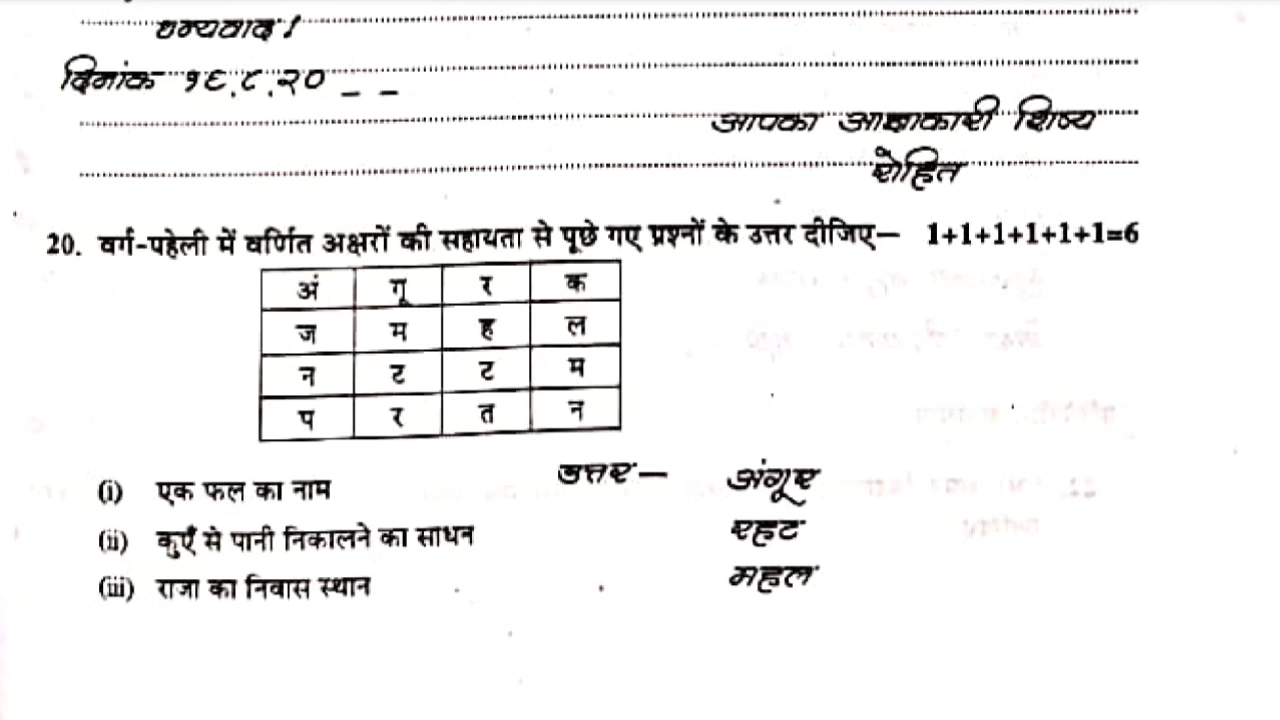 धन्यवाद।
दिनांक १६.८.२० _ _
आपका आज्ञाकारी शिष्य
रोहित
20. वर्ग-पहेली में वर्णित अक्षरों की सहायता से पूछे गए प्रश्नों के उत्तर दीजिए— 1+1+1+1+1+1=6
अं गू र क
ज म ह ल
न ट ट म
प र त न
(i) एक फल का नाम उत्तर— अंगूर
(ii) कुएँ से पानी निकालने का साधन रहट
(iii) राजा का निवास स्थान महल